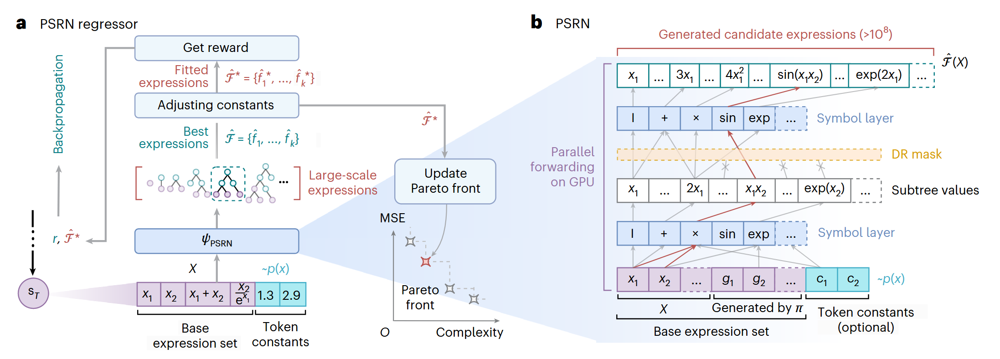 a PSRN regressor
Get reward
Fitted
expressions
𝓕̂* = {f̂₁*, ..., f̂ₖ*}
Adjusting constants
Best
expressions
𝓕̂ = {f̂₁, ..., f̂ₖ}
𝓕̂*
Backpropagation
Large-scale
expressions
...
r, 𝓕̂*
ψPSRN
X
~p(x)
s_T
x₁ x₂ x₁ + x₂ x₂/e^x₁ 1.3 2.9
Base
expression set
Token
constants
Update
Pareto front
MSE
Pareto
front
O
Complexity
b PSRN
Generated candidate expressions (>10⁸)
𝓕̂(X)
x₁ ... 3x₁ ... 4x₁² ... sin(x₁x₂) ... exp(2x₁) ...
I + × sin exp ...
Symbol layer
DR mask
Parallel
forwarding
on GPU
x₁ ... 2x₁ ... x₁x₂ ... exp(x₂) ...
Subtree values
I + × sin exp ...
Symbol layer
x₁ x₂ ... g₁ g₂ ... c₁ c₂
~p(x)
X
Generated by π
Base expression set
Token constants
(optional)